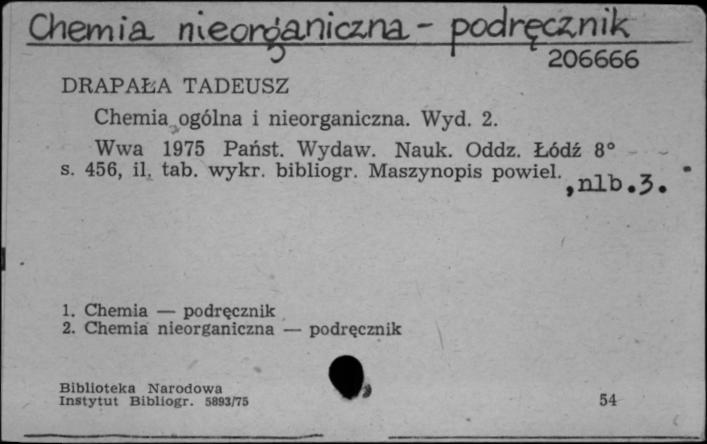 Chemia nieorganiczna - podręcznik
206666
DRAPAŁA TADEUSZ
Chemia ogólna i nieorganiczna. Wyd. 2.
Wwa 1975 Państ. Wydaw. Nauk. Oddz. Łódź 8°
s. 456, il. tab. wykr. bibliogr. Maszynopis powiel.
,nlb.3.
1. Chemia — podręcznik
2. Chemia nieorganiczna — podręcznik
Biblioteka Narodowa
Instytut Bibliogr. 5893/75
54